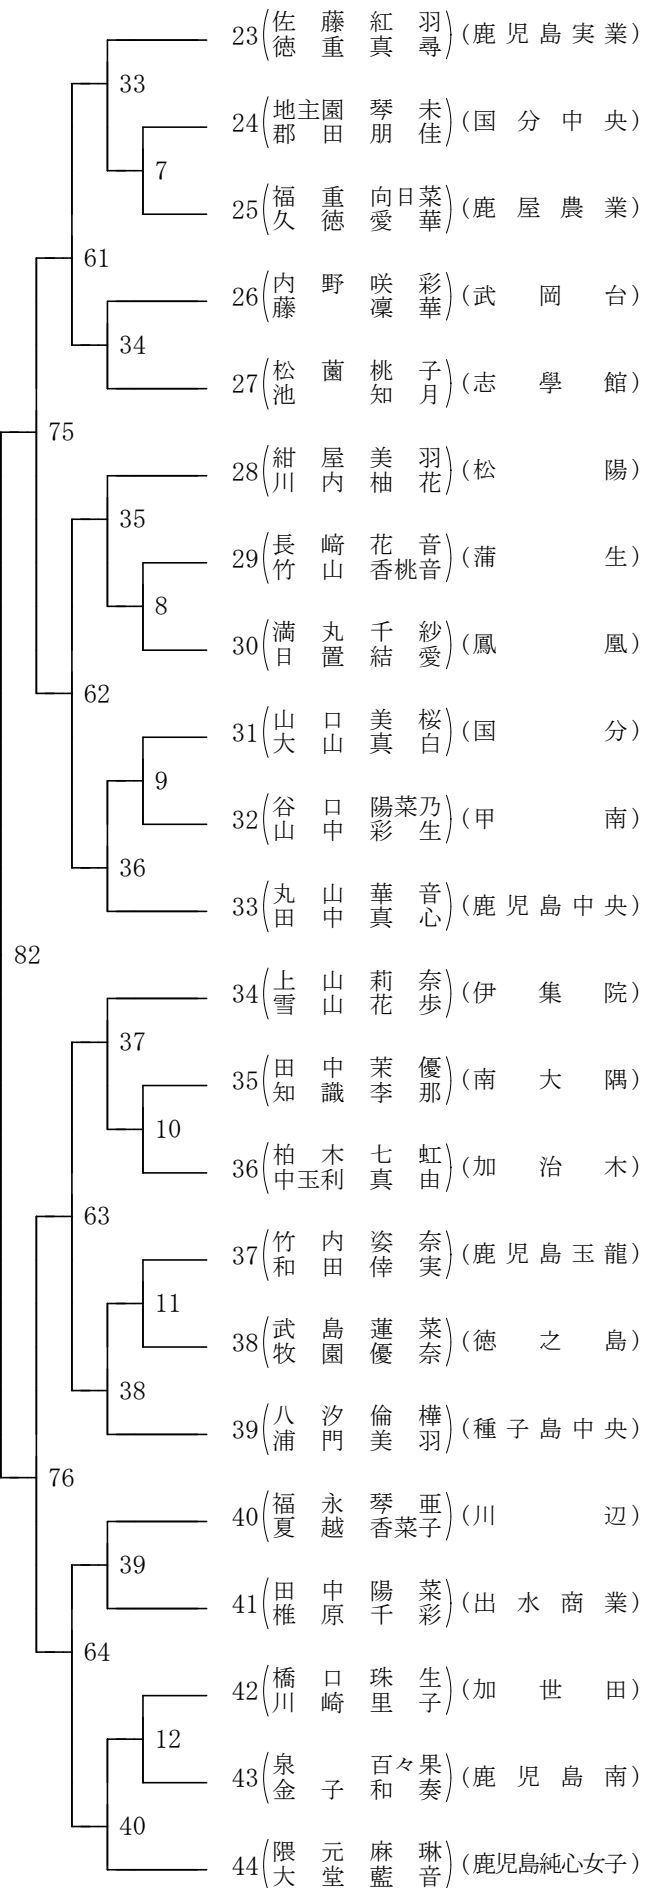 23(佐藤紅羽 徳重真尋)(鹿児島実業)
33
24(地主園琴未 郡田朋佳)(国分中央)
7
25(福重向日菜 久徳愛華)(鹿屋農業)
61
26(内野咲彩 藤凜華)(武岡台)
34
27(松薗桃子 池知月)(志學館)
75
28(紺屋美羽 川内柚花)(松陽)
35
29(長﨑花音 竹山香桃音)(蒲生)
8
30(満丸千紗 日置結愛)(鳳凰)
62
31(山口美桜 大山真白)(国分)
9
32(谷口陽菜乃 山中彩生)(甲南)
36
33(丸山華音 田中真心)(鹿児島中央)
82
34(上山莉奈 雪山花歩)(伊集院)
37
35(田中茉優 知識李那)(南大隅)
10
36(柏木七虹 中玉利真由)(加治木)
63
37(竹内姿奈 和田倖実)(鹿児島玉龍)
11
38(武島蓮菜 牧園優奈)(徳之島)
38
39(八汐倫樺 浦門美羽)(種子島中央)
76
40(福永琴亜 夏越香菜子)(川辺)
39
41(田中陽菜 椎原千彩)(出水商業)
64
42(橋口珠生 川崎里子)(加世田)
12
43(泉百々果 金子和奏)(鹿児島南)
40
44(隈元麻琳 大堂藍音)(鹿児島純心女子)